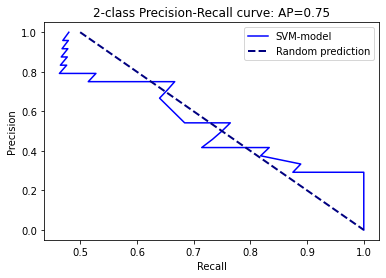 2-class Precision-Recall curve: AP=0.75
SVM-model
Random prediction
Precision
1.0
0.8
0.6
0.4
0.2
0.0
0.5
0.6
0.7
0.8
0.9
1.0
Recall